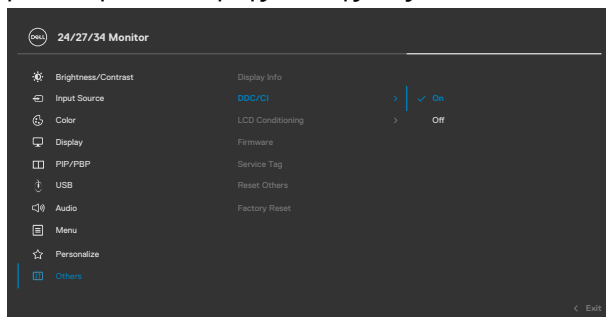 DELL 24/27/34 Monitor
Brightness/Contrast Display Info
Input Source DDC/CI > ✓ On
Color LCD Conditioning > Off
Display Firmware
PIP/PBP Service Tag
USB Reset Others
Audio Factory Reset
Menu
Personalize
Others
< Exit